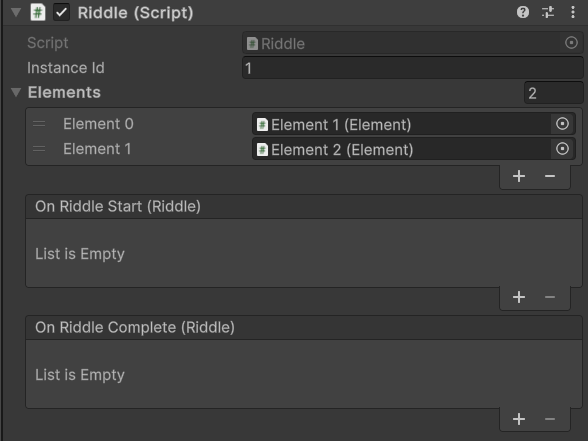 Riddle (Script)
Script Riddle
Instance Id 1
Elements 2
Element 0 Element 1 (Element)
Element 1 Element 2 (Element)
+ −
On Riddle Start (Riddle)
List is Empty
+ −
On Riddle Complete (Riddle)
List is Empty
+ −